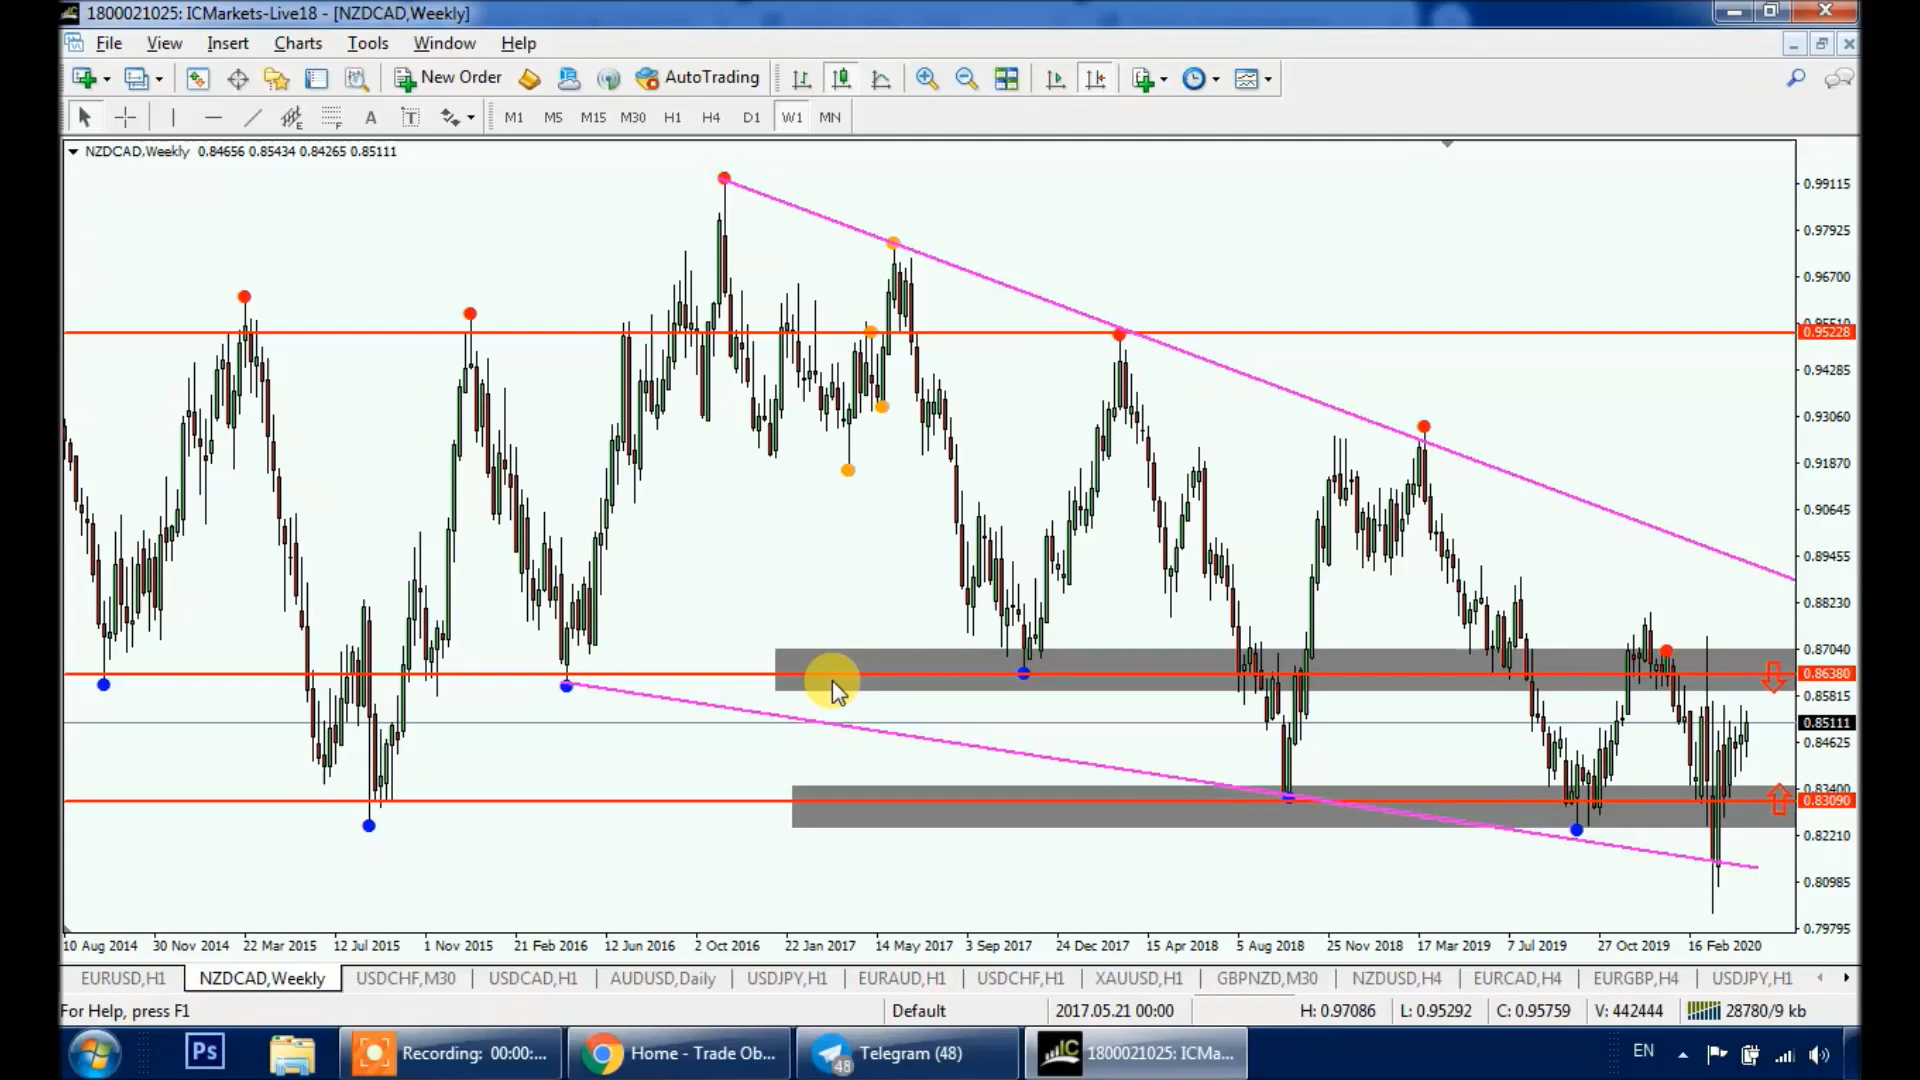 1800021025: ICMarkets-Live18 - [NZDCAD,Weekly]
File View Insert Charts Tools Window Help
New Order AutoTrading
E F A T M1 M5 M15 M30 H1 H4 D1 W1 MN
NZDCAD,Weekly 0.84656 0.85434 0.84265 0.85111
0.99115
0.97925
0.96700
0.95510
0.95228
0.94285
0.93060
0.91870
0.90645
0.89455
0.88230
0.87040
0.86380
0.85815
0.85111
0.84625
0.83400
0.83090
0.82210
0.80985
0.79795
10 Aug 2014 30 Nov 2014 22 Mar 2015 12 Jul 2015 1 Nov 2015 21 Feb 2016 12 Jun 2016 2 Oct 2016 22 Jan 2017 14 May 2017 3 Sep 2017 24 Dec 2017 15 Apr 2018 5 Aug 2018 25 Nov 2018 17 Mar 2019 7 Jul 2019 27 Oct 2019 16 Feb 2020
EURUSD,H1 NZDCAD,Weekly USDCHF,M30 USDCAD,H1 AUDUSD,Daily USDJPY,H1 EURAUD,H1 USDCHF,H1 XAUUSD,H1 GBPNZD,M30 NZDUSD,H4 EURCAD,H4 EURGBP,H4 USDJPY,H1
For Help, press F1 Default 2017.05.21 00:00 H: 0.97086 L: 0.95292 C: 0.95759 V: 442444 28780/9 kb
Ps Recording: 00:00:... Home - Trade Ob... 48 Telegram (48) IC 1800021025: ICMa... EN